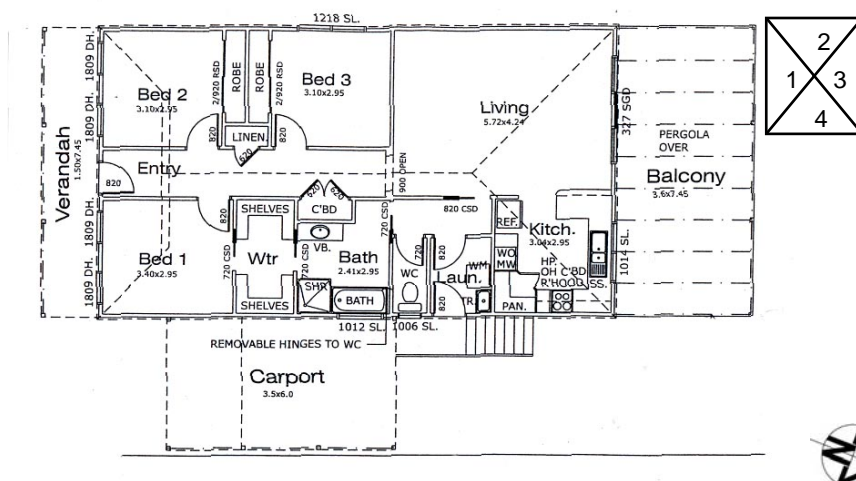 1218 SL.
1809 DH.
1809 DH.
2/920 RSD
ROBE
ROBE
2/920 RSD
Bed 2
3.10x2.95
Bed 3
3.10x2.95
Living
5.72x4.24
327 SGD
2
1
3
4
PERGOLA
OVER
Balcony
3.6x7.45
Verandah
1.50x7.45
820
LINEN
620
820
Entry
820
900 OPEN
620
620
C'BD
820 CSD
1809 DH.
1809 DH.
820
SHELVES
720 CSD
Bed 1
3.40x2.95
720 CSD
Wtr
SHELVES
720 CSD
VB.
Bath
2.41x2.95
SHR
BATH
720
WC
820
Laun.
WM
820
TR.
REF.
Kitch.
3.04x2.95
WO
MW
HP.
OH C'BD
R'HOOD
PAN.
SS.
1014 SL.
1012 SL.
1006 SL.
REMOVABLE HINGES TO WC
Carport
3.5x6.0
N